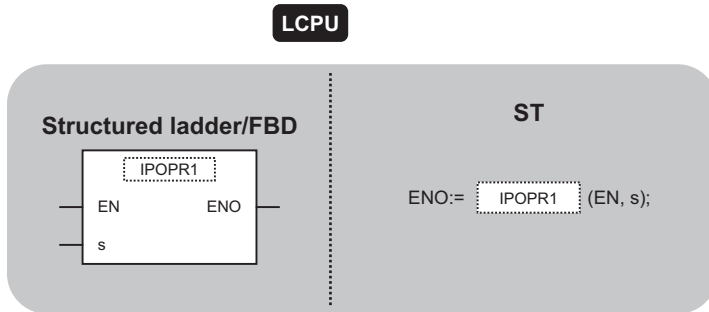 LCPU
Structured ladder/FBD
IPOPR1
EN ENO
s
ST
ENO:= IPOPR1 (EN, s);